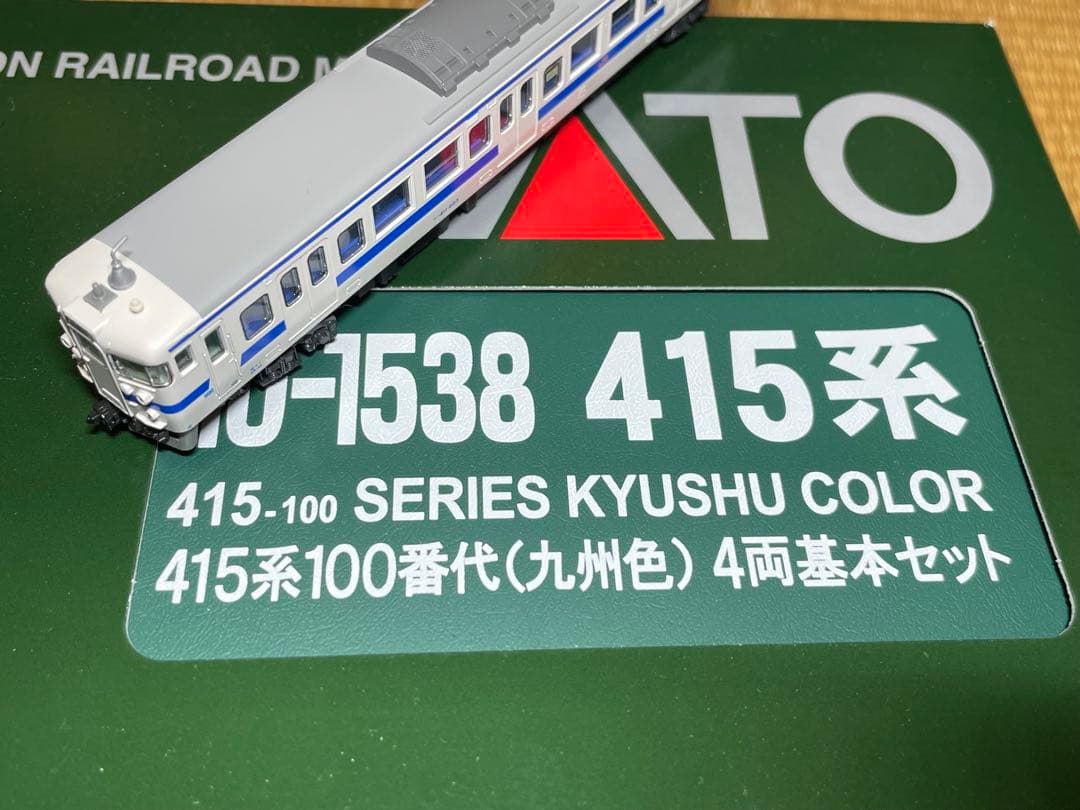 ON RAILROAD M
ATO
10-1538 415系
415-100 SERIES KYUSHU COLOR
415系100番代(九州色) 4両基本セット